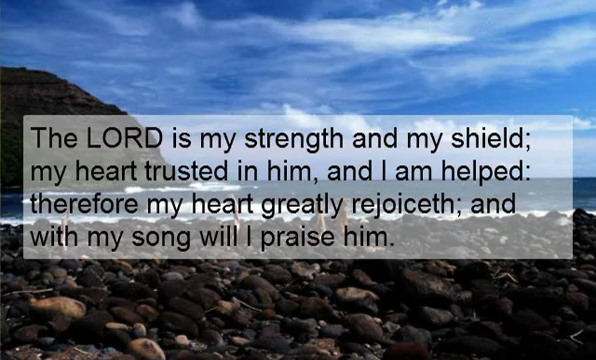 The LORD is my strength and my shield;
my heart trusted in him, and I am helped:
therefore my heart greatly rejoiceth; and
with my song will I praise him.